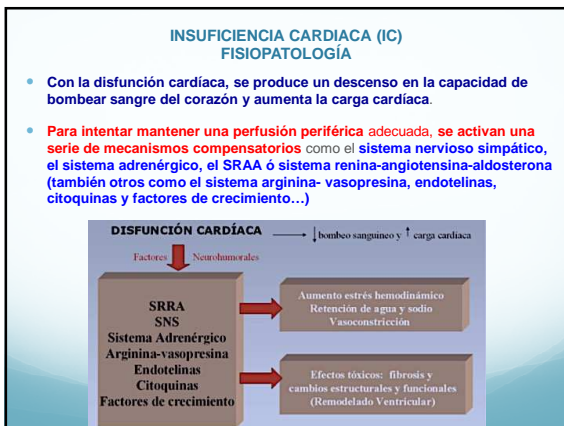 INSUFICIENCIA CARDIACA (IC)
FISIOPATOLOGÍA
Con la disfunción cardíaca, se produce un descenso en la capacidad de
bombear sangre del corazón y aumenta la carga cardíaca.
Para intentar mantener una perfusión periférica adecuada, se activan una
serie de mecanismos compensatorios como el sistema nervioso simpático,
el sistema adrenérgico, el SRAA ó sistema renina-angiotensina-aldosterona
(también otros como el sistema arginina- vasopresina, endotelinas,
citoquinas y factores de crecimiento…)
DISFUNCIÓN CARDÍACA → ↓ bombeo sanguineo y ↑ carga cardiaca
Factores Neurohumorales
SRRA
SNS
Sistema Adrenérgico
Arginina-vasopresina
Endotelinas
Citoquinas
Factores de crecimiento
Aumento estrés hemodinámico
Retención de agua y sodio
Vasoconstricción
Efectos tóxicos: fibrosis y
cambios estructurales y funcionales
(Remodelado Ventricular)